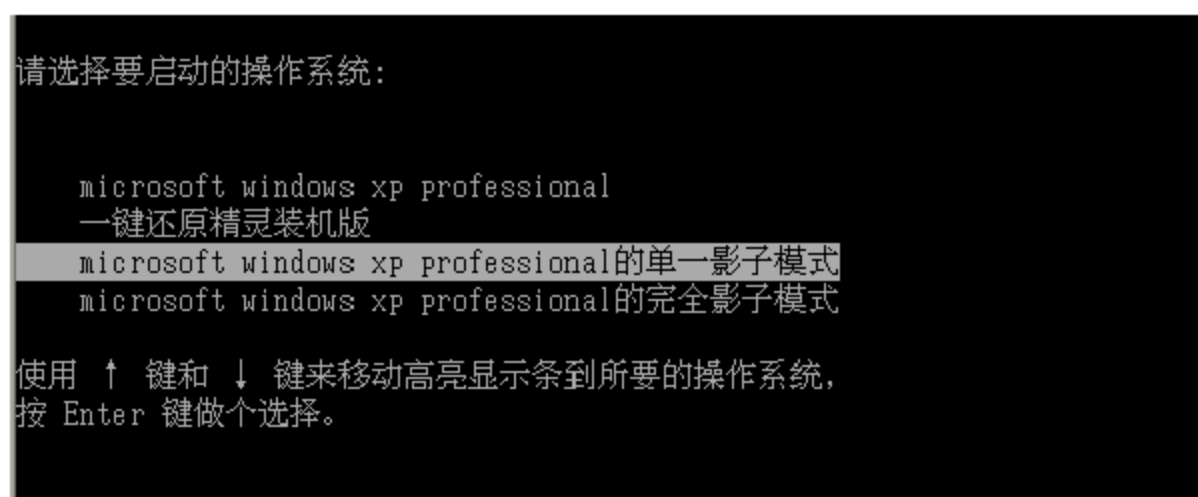 请选择要启动的操作系统:
microsoft windows xp professional
一键还原精灵装机版
microsoft windows xp professional的单一影子模式
microsoft windows xp professional的完全影子模式
使用 ↑ 键和 ↓ 键来移动高亮显示条到所要的操作系统,
按 Enter 键做个选择。